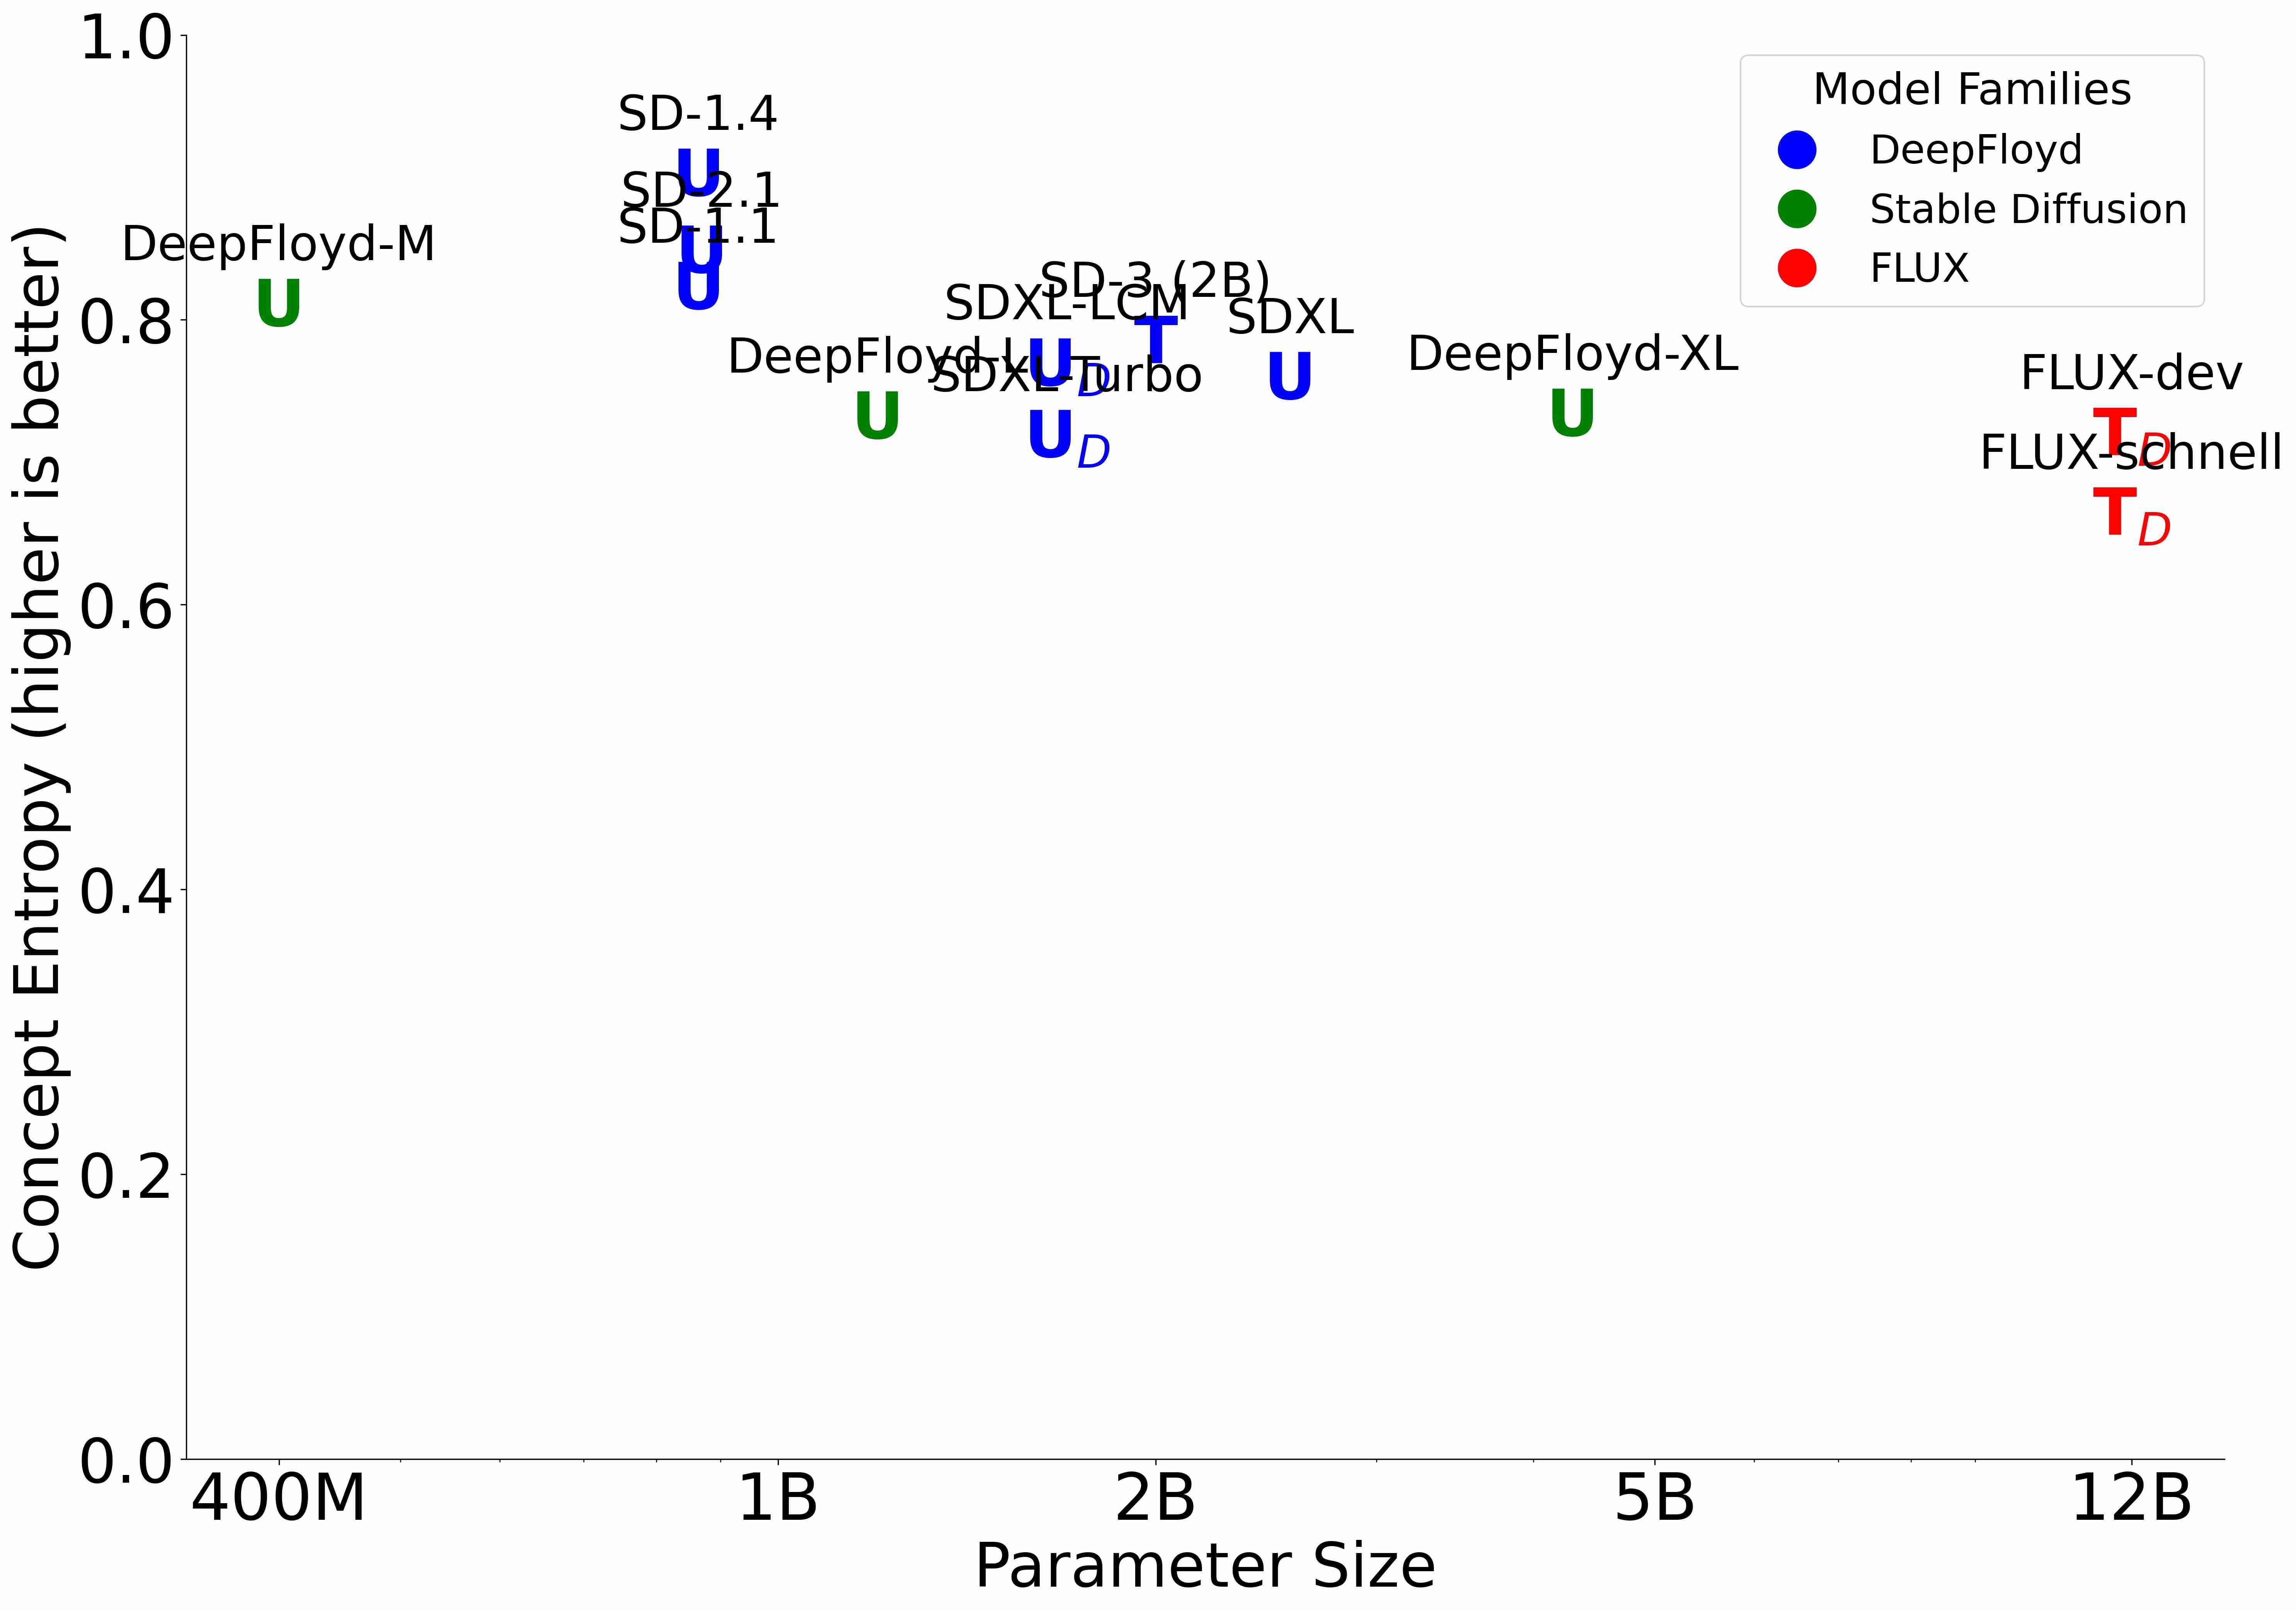 Concept Entropy (higher is better)
1.0
0.8
0.6
0.4
0.2
0.0
Model Families
DeepFloyd
Stable Diffusion
FLUX
SD-1.4
U
SD-2.1
U
SD-1.1
U
DeepFloyd-M
U
SD-3 (2B)
T
SDXL-LCM
U D
SDXL
U
DeepFloyd-L
U
SDXL-Turbo
U D
DeepFloyd-XL
U
FLUX-dev
T D
FLUX-schnell
T D
400M 1B 2B 5B 12B
Parameter Size